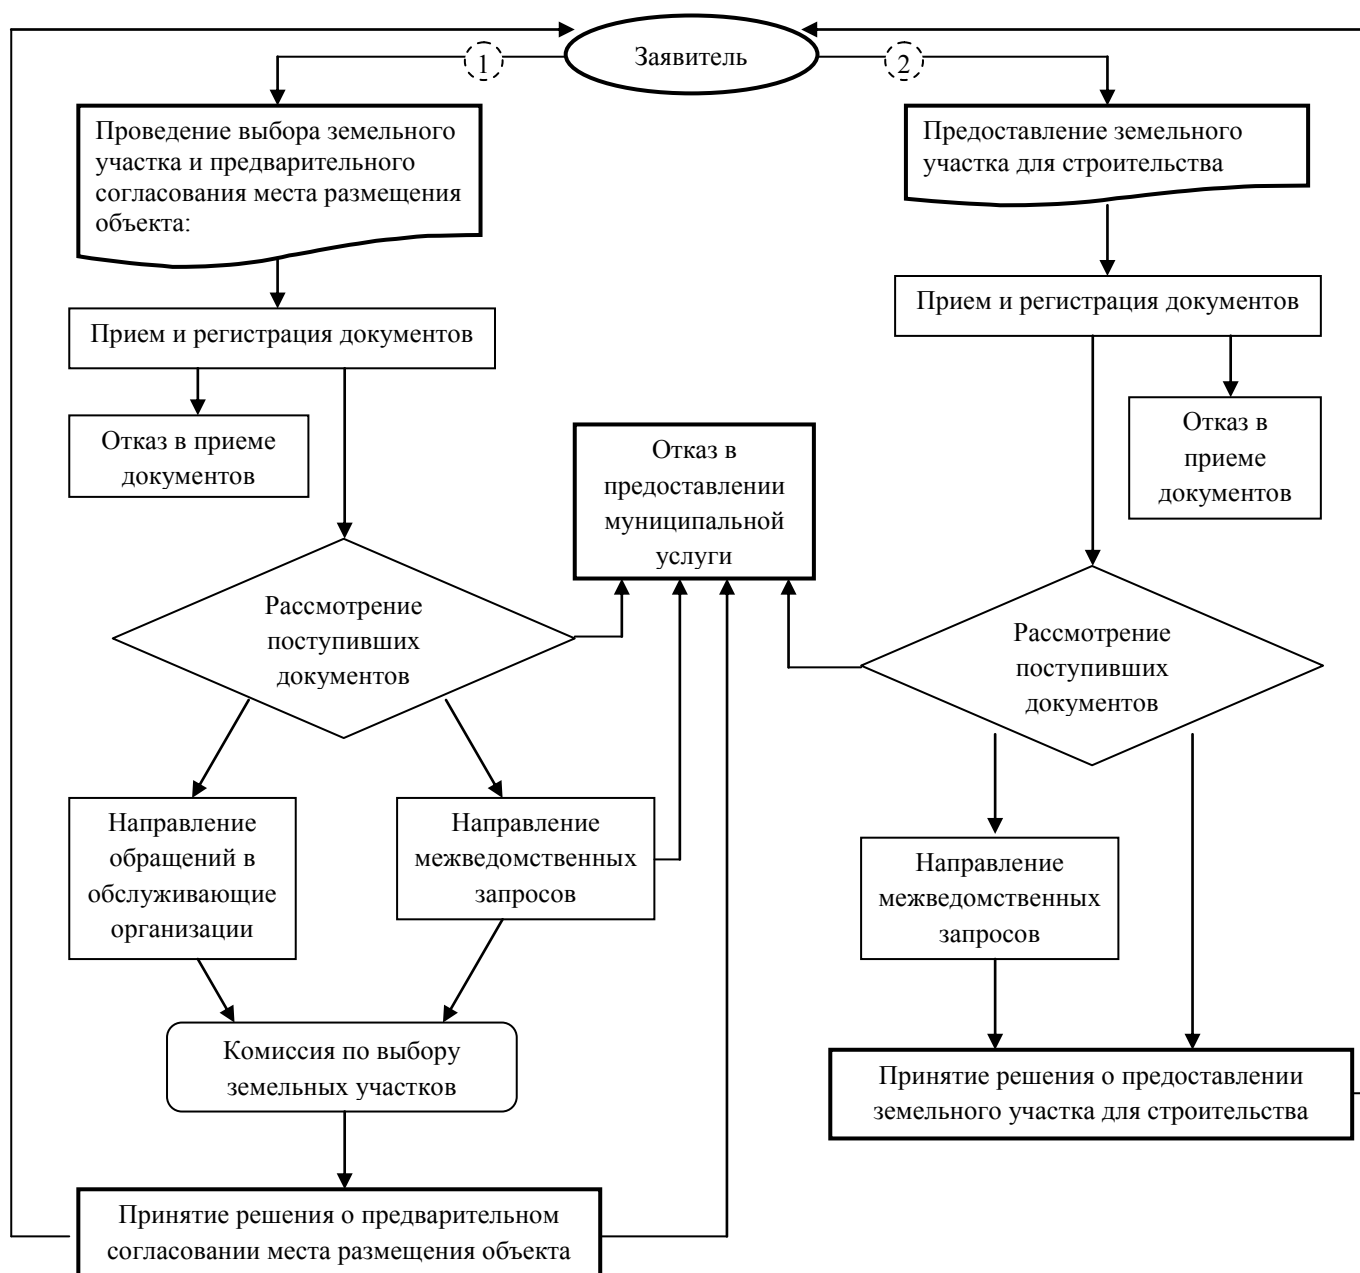 Заявитель
1
2
Проведение выбора земельного
участка и предварительного
согласования места размещения
объекта:
Предоставление земельного
участка для строительства
Прием и регистрация документов
Прием и регистрация документов
Отказ в приеме
документов
Отказ в
предоставлении
муниципальной
услуги
Отказ в
приеме
документов
Рассмотрение
поступивших
документов
Рассмотрение
поступивших
документов
Направление
обращений в
обслуживающие
организации
Направление
межведомственных
запросов
Направление
межведомственных
запросов
Комиссия по выбору
земельных участков
Принятие решения о предоставлении
земельного участка для строительства
Принятие решения о предварительном
согласовании места размещения объекта